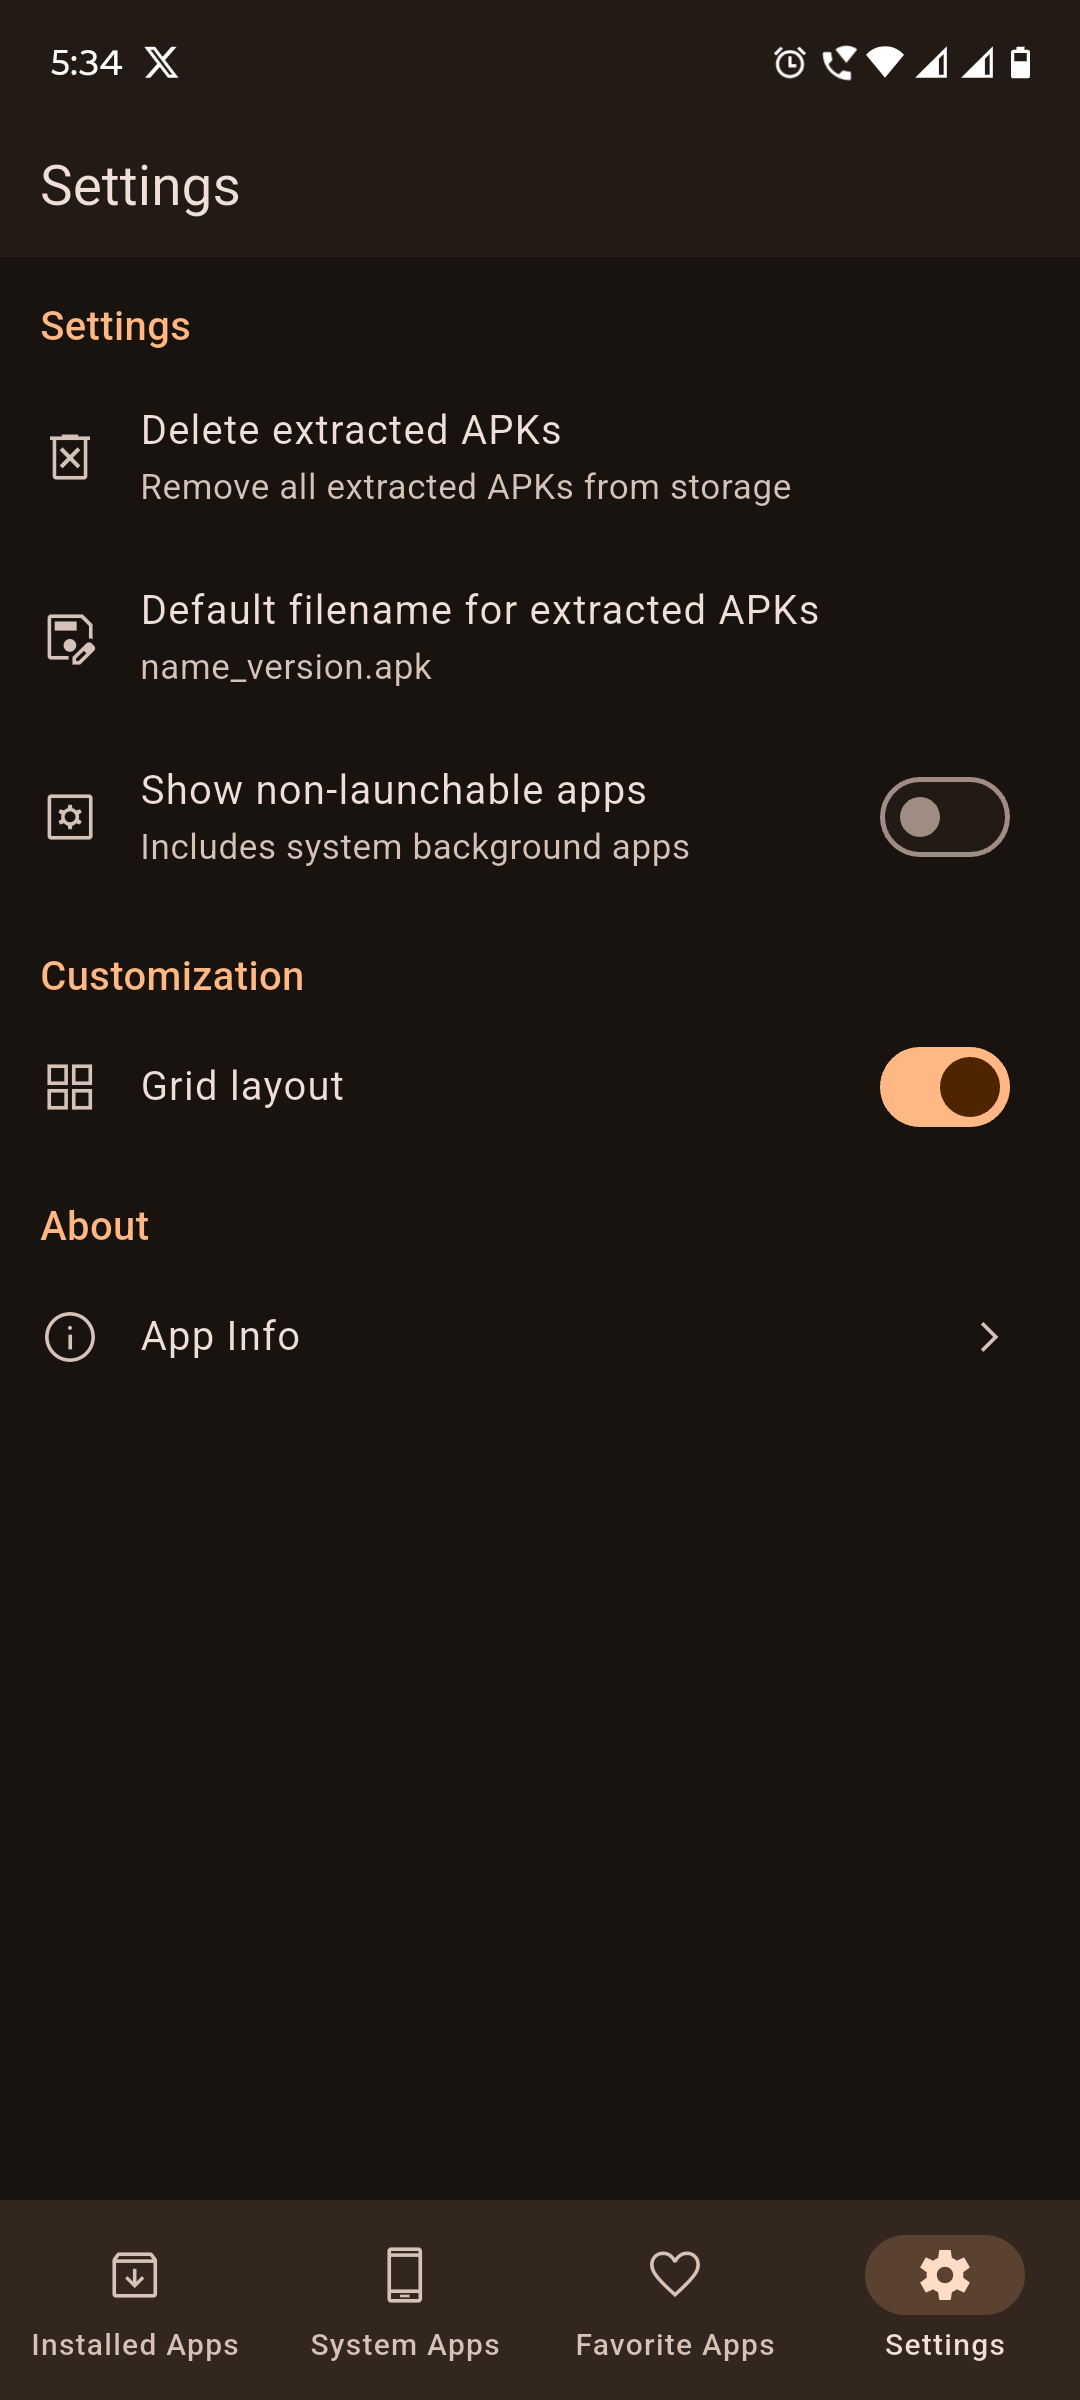 5:34
Settings
Settings
Delete extracted APKs
Remove all extracted APKs from storage
Default filename for extracted APKs
name_version.apk
Show non-launchable apps
Includes system background apps
Customization
Grid layout
About
App Info
Installed Apps
System Apps
Favorite Apps
Settings